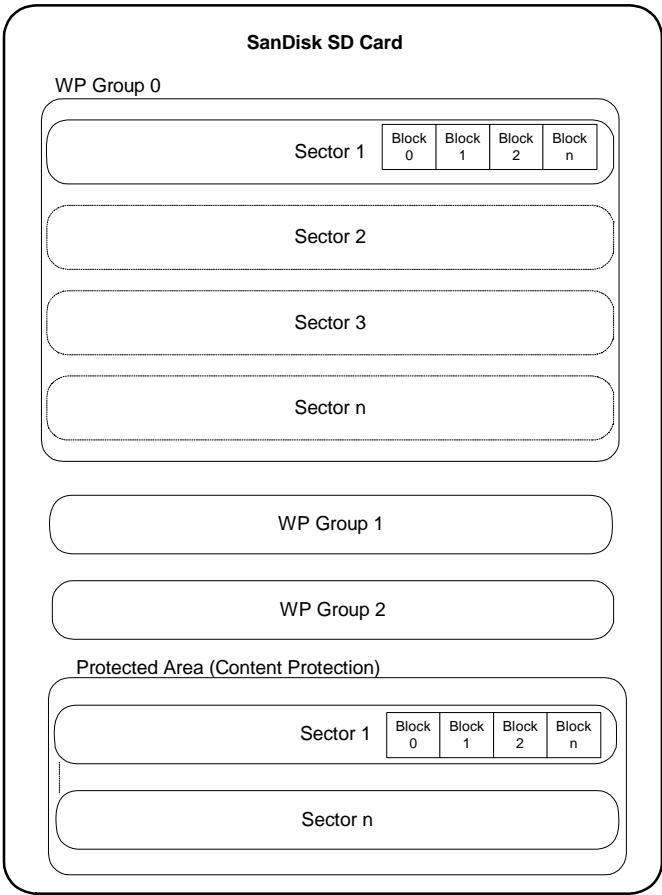 SanDisk SD Card
WP Group 0
Sector 1
Block 0
Block 1
Block 2
Block n
Sector 2
Sector 3
Sector n
WP Group 1
WP Group 2
Protected Area (Content Protection)
Sector 1
Block 0
Block 1
Block 2
Block n
Sector n